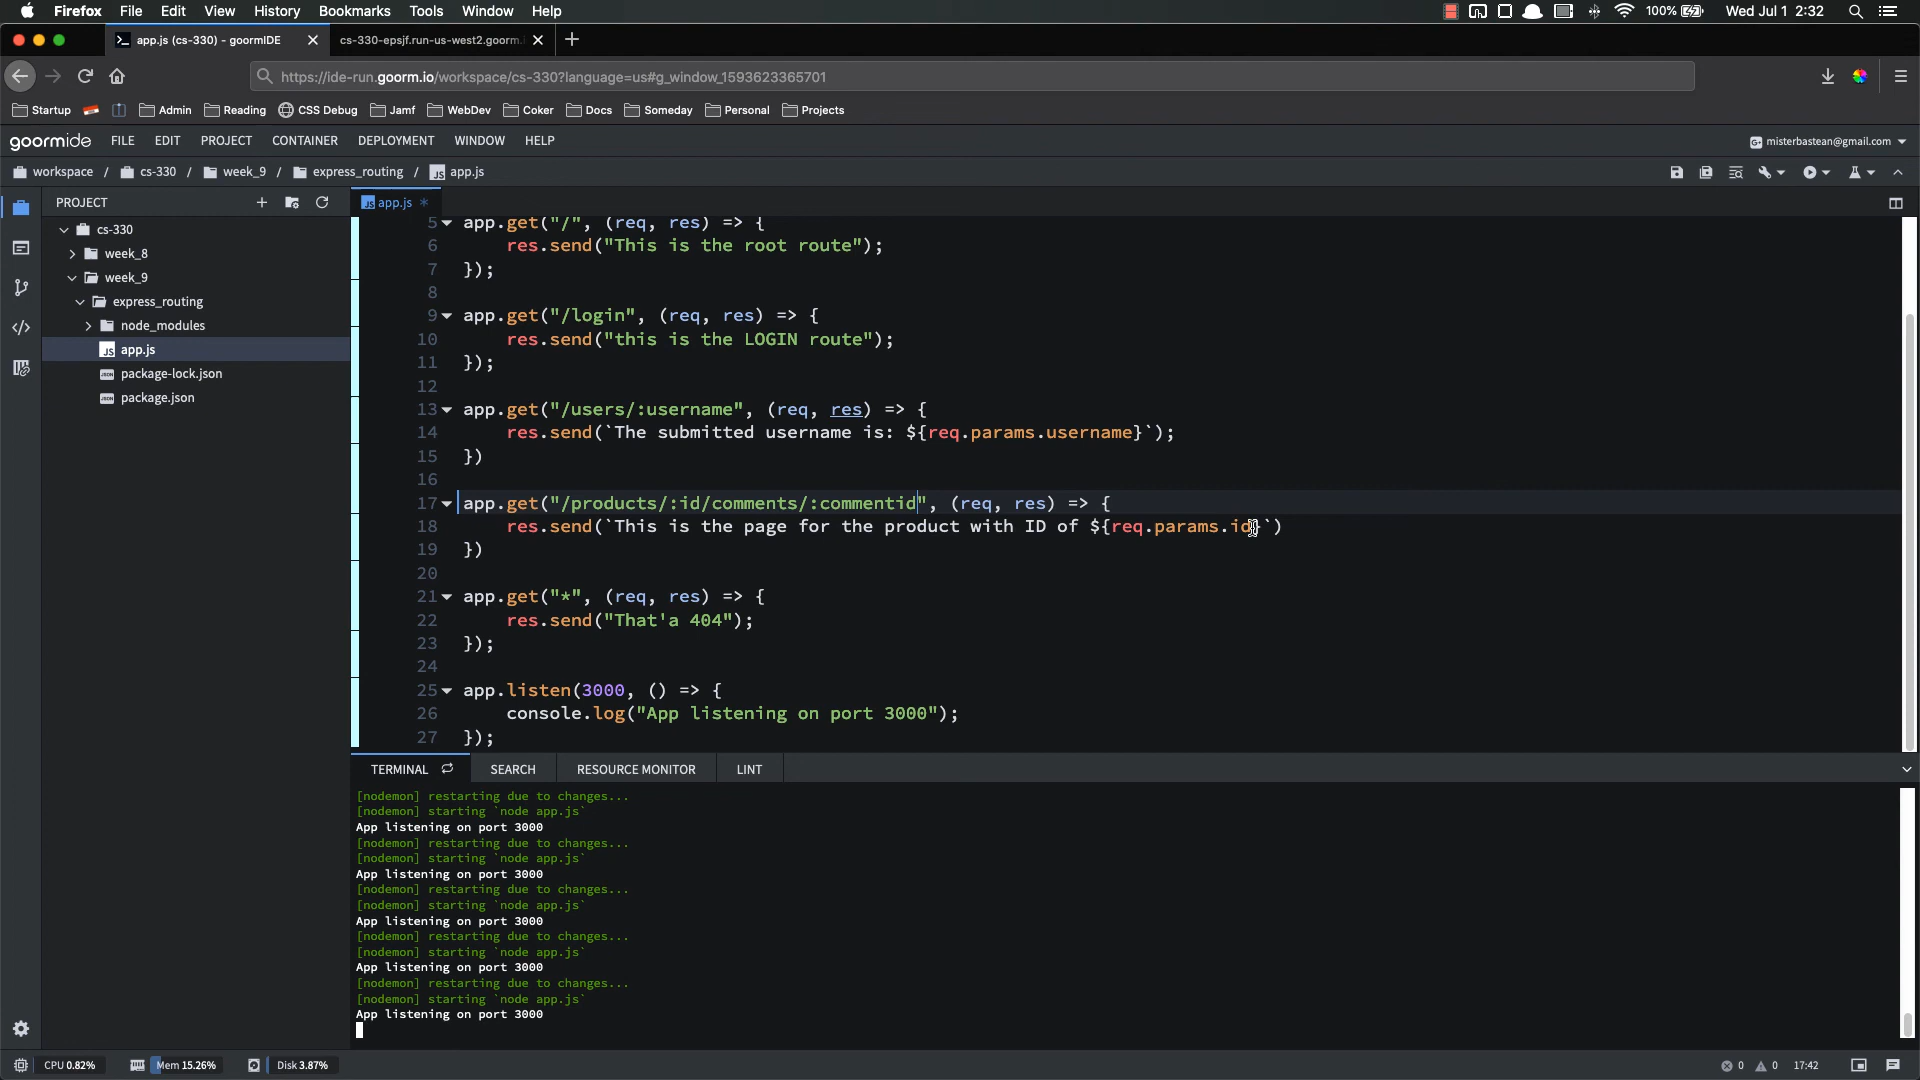 Firefox File Edit View History Bookmarks Tools Window Help 100% Wed Jul 1 2:32
app.js (cs-330) - goormIDE cs-330-epsjf.run-us-west2.goorm.
https://ide-run.goorm.io/workspace/cs-330?language=us#g_window_1593623365701
Startup Admin Reading CSS Debug Jamf WebDev Coker Docs Someday Personal Projects
goormide FILE EDIT PROJECT CONTAINER DEPLOYMENT WINDOW HELP misterbastean@gmail.com
workspace / cs-330 / week_9 / express_routing / JS app.js
PROJECT
cs-330
week_8
week_9
express_routing
node_modules
JS app.js
JSON package-lock.json
JSON package.json
JS app.js *
5 app.get("/", (req, res) => {
6 res.send("This is the root route");
7 });
8
9 app.get("/login", (req, res) => {
10 res.send("this is the LOGIN route");
11 });
12
13 app.get("/users/:username", (req, res) => {
14 res.send(`The submitted username is: ${req.params.username}`);
15 })
16
17 app.get("/products/:id/comments/:commentid", (req, res) => {
18 res.send(`This is the page for the product with ID of ${req.params.id}`)
19 })
20
21 app.get("*", (req, res) => {
22 res.send("That'a 404");
23 });
24
25 app.listen(3000, () => {
26 console.log("App listening on port 3000");
27 });
TERMINAL SEARCH RESOURCE MONITOR LINT
[nodemon] restarting due to changes...
[nodemon] starting `node app.js`
App listening on port 3000
[nodemon] restarting due to changes...
[nodemon] starting `node app.js`
App listening on port 3000
[nodemon] restarting due to changes...
[nodemon] starting `node app.js`
App listening on port 3000
[nodemon] restarting due to changes...
[nodemon] starting `node app.js`
App listening on port 3000
[nodemon] restarting due to changes...
[nodemon] starting `node app.js`
App listening on port 3000
CPU 0.82% Mem 15.26% Disk 3.87% 0 0 17:42